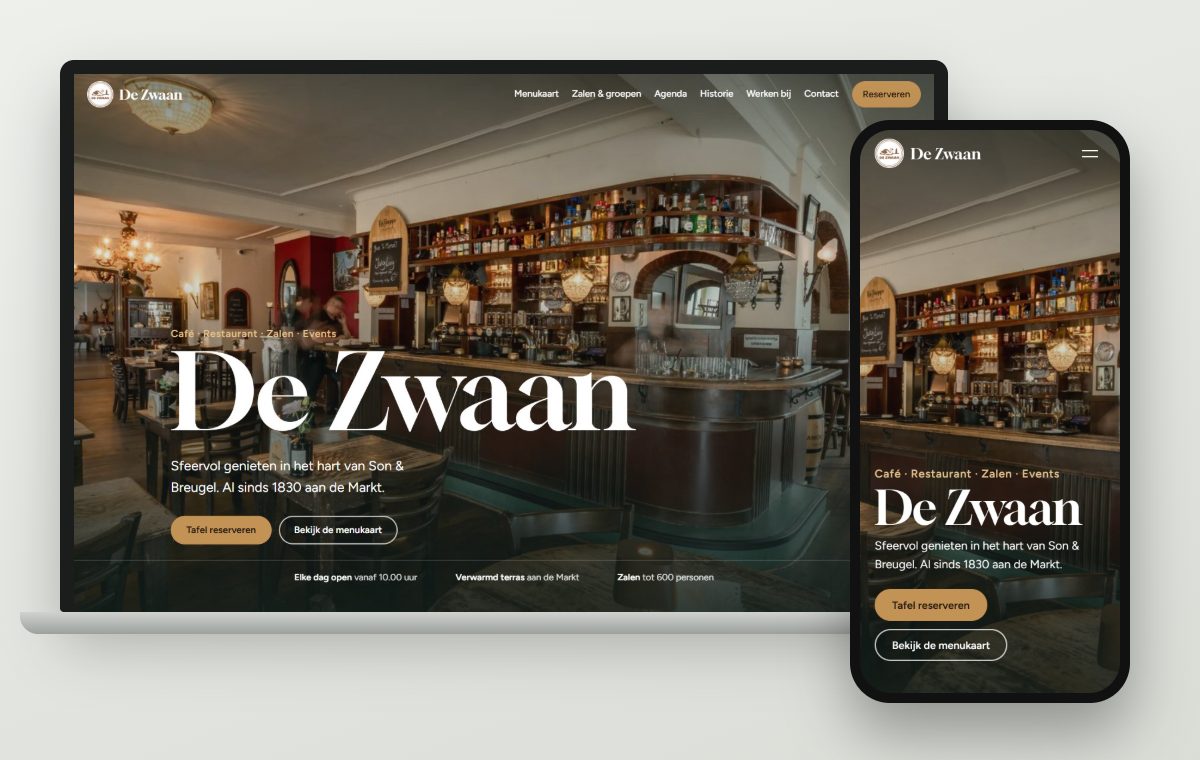 DE ZWAAN
De Zwaan
Menukaart Zalen & groepen Agenda Historie Werken bij Contact Reserveren
Café · Restaurant · Zalen · Events
De Zwaan
Sfeervol genieten in het hart van Son &
Breugel. Al sinds 1830 aan de Markt.
Tafel reserveren Bekijk de menukaart
Elke dag open vanaf 10.00 uur Verwarmd terras aan de Markt Zalen tot 600 personen
DE ZWAAN
De Zwaan
Café · Restaurant · Zalen · Events
De Zwaan
Sfeervol genieten in het hart van Son &
Breugel. Al sinds 1830 aan de Markt.
Tafel reserveren
Bekijk de menukaart